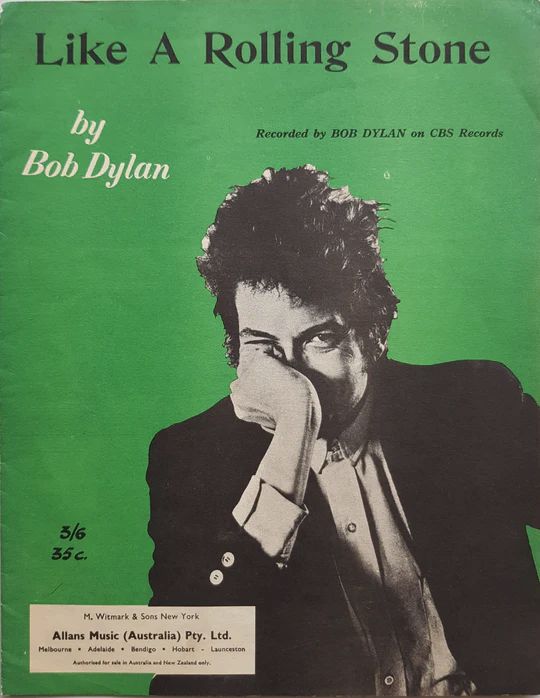 Like A Rolling Stone
by
Bob Dylan
Recorded by BOB DYLAN on CBS Records
3/6
35c.
M. Witmark & Sons New York
Allans Music (Australia) Pty. Ltd.
Melbourne • Adelaide • Bendigo • Hobart - Launceston
Authorised for sale in Australia and New Zealand only.